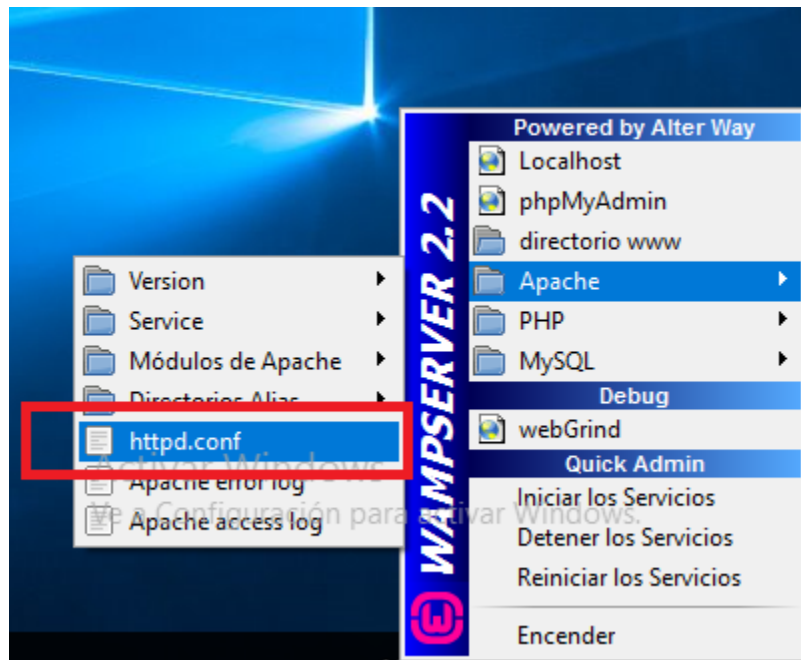 Powered by Alter Way
Localhost
phpMyAdmin
directorio www
Apache
PHP
MySQL
Debug
webGrind
Quick Admin
Iniciar los Servicios
Detener los Servicios
Reiniciar los Servicios
Encender
WAMPSERVER 2.2
Version
Service
Módulos de Apache
Directorios Alias
httpd.conf
Apache error log
Apache access log
Activar Windows
Ve a Configuración para activar Windows.